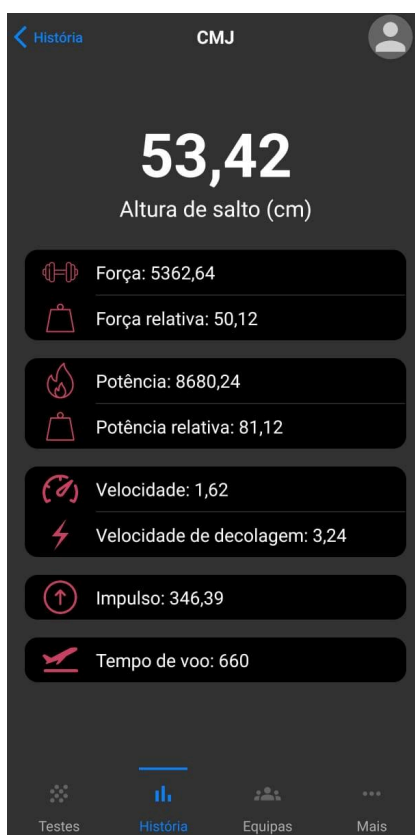 História
CMJ
53,42
Altura de salto (cm)
Força: 5362,64
Força relativa: 50,12
Potência: 8680,24
Potência relativa: 81,12
Velocidade: 1,62
Velocidade de decolagem: 3,24
Impulso: 346,39
Tempo de voo: 660
Testes
História
Equipas
Mais